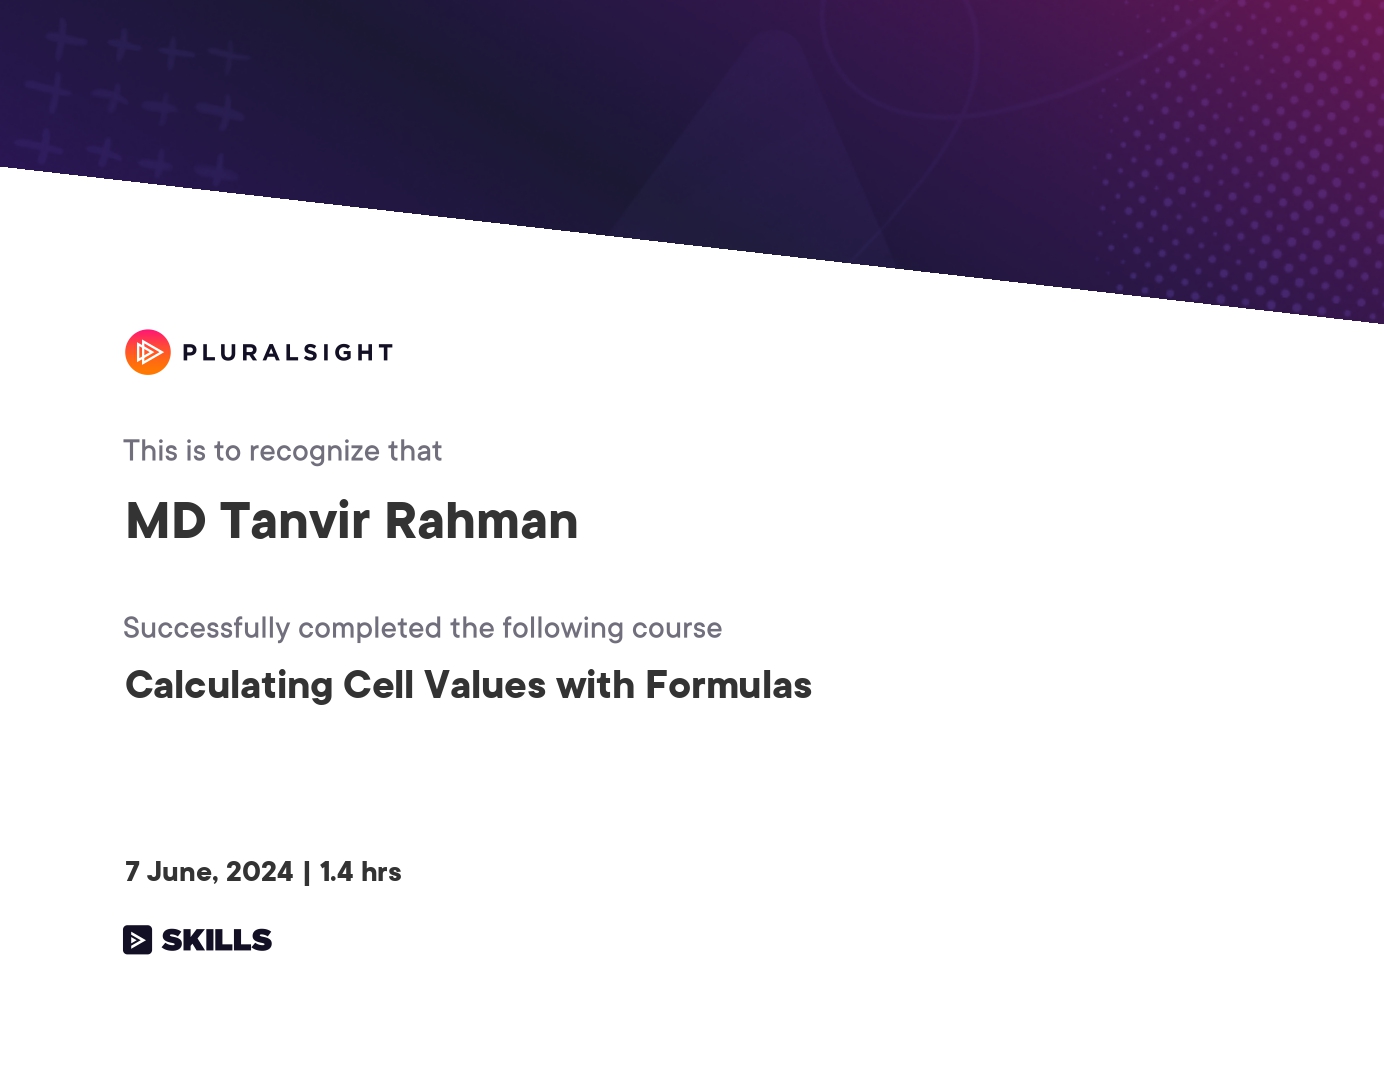 PLURALSIGHT
This is to recognize that
MD Tanvir Rahman
Successfully completed the following course
Calculating Cell Values with Formulas
7 June, 2024 | 1.4 hrs
SKILLS